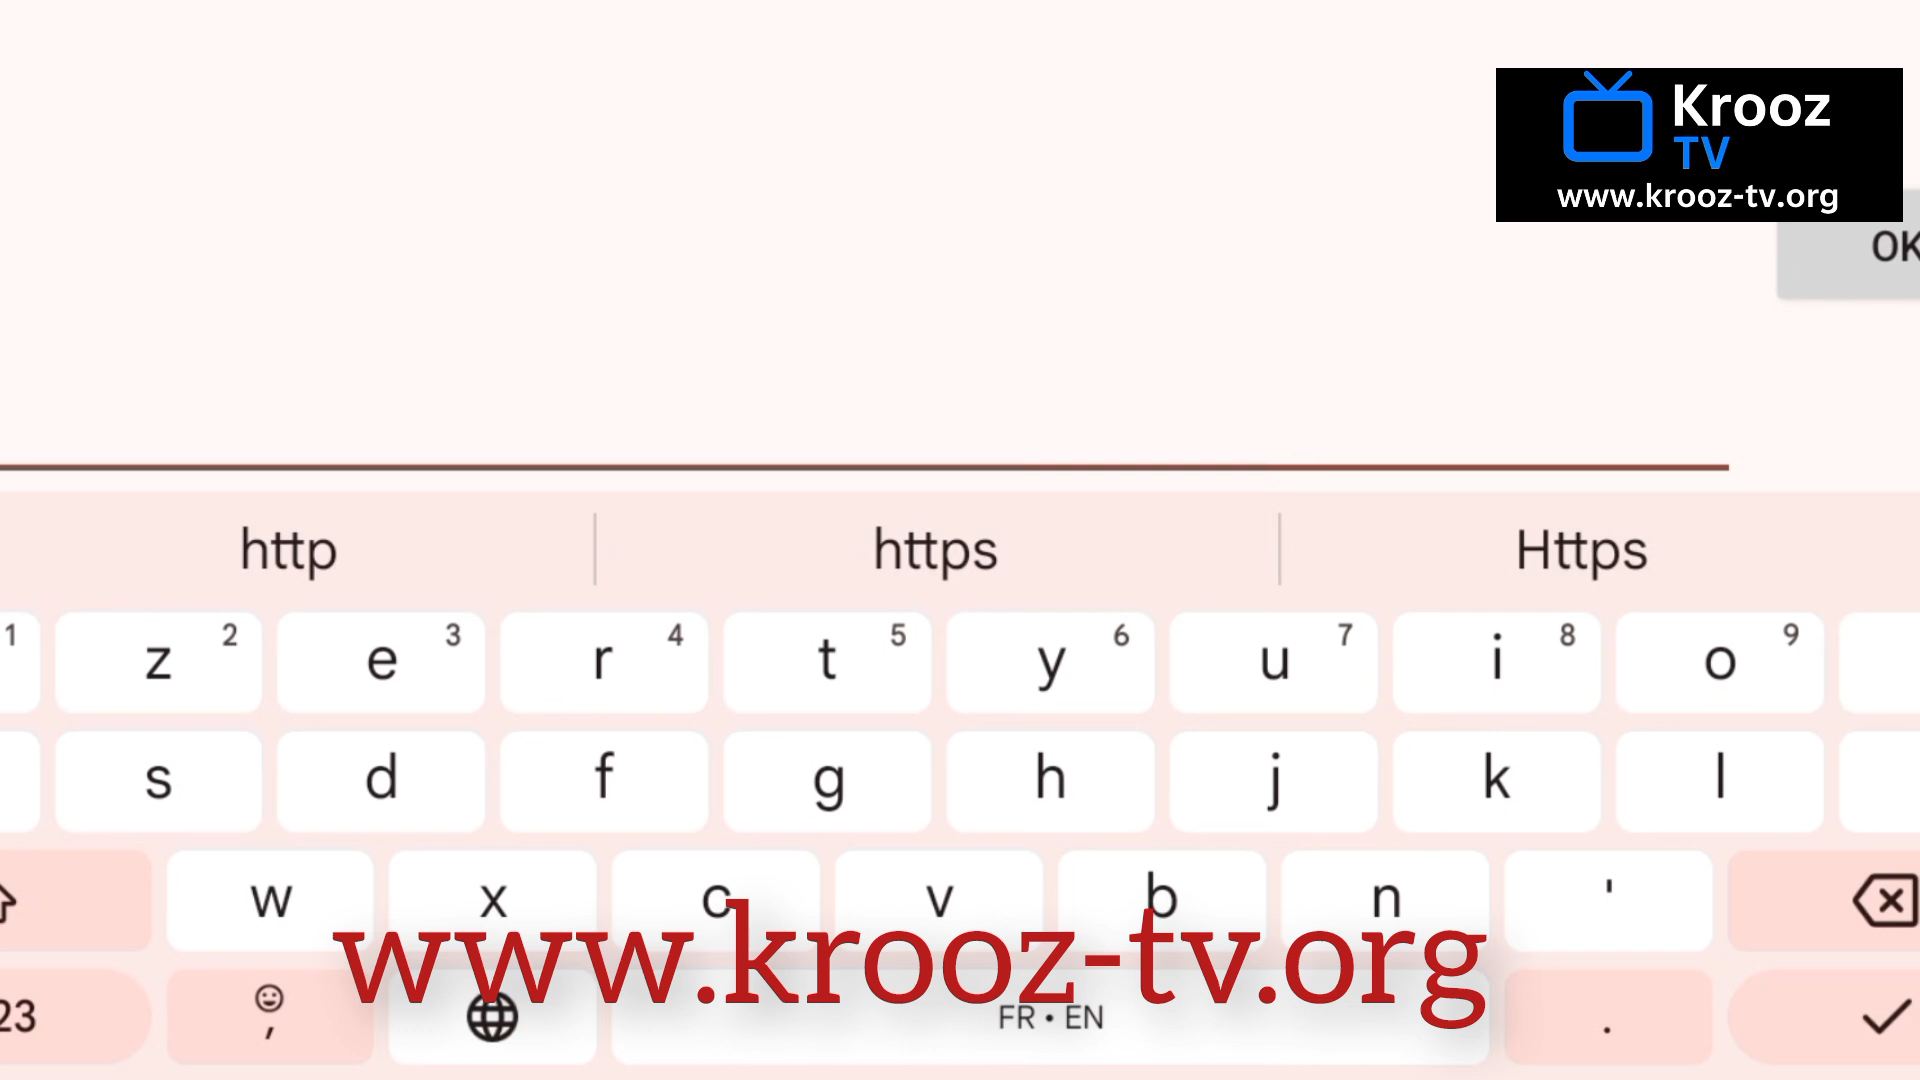 Krooz
TV
www.krooz-tv.org
OK
http https Https
1 z 2 e 3 r 4 t 5 y 6 u 7 i 8 o 9
s d f g h j k l
w x c v b n '
www.krooz-tv.org
23 , FR • EN .